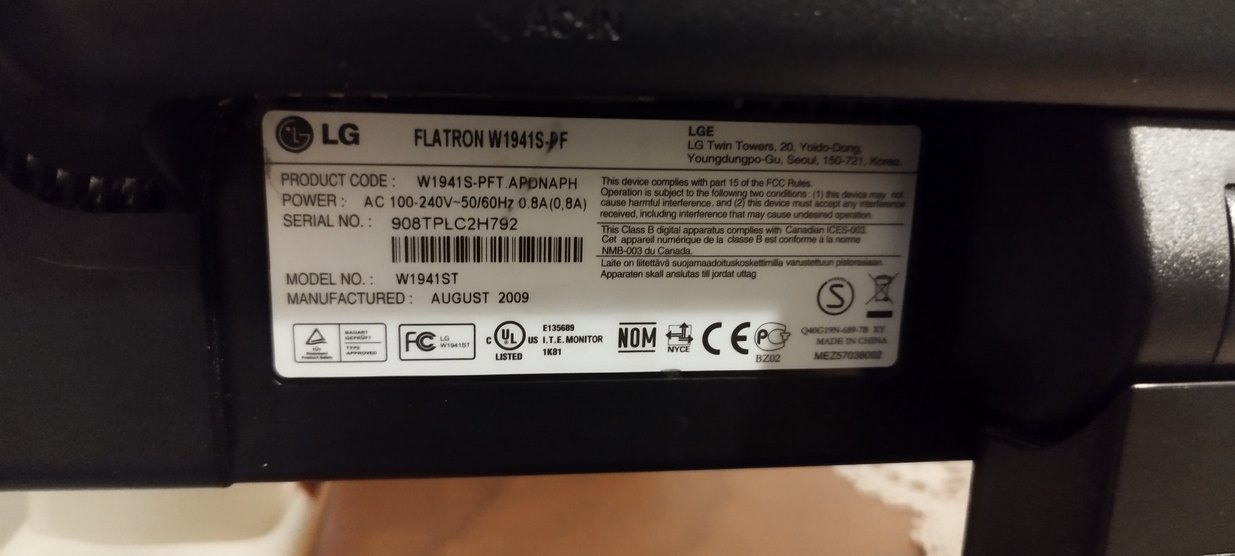 LG FLATRON W1941S-PF
LGE
LG Twin Towers, 20, Yoido-Dong,
Youngdungpo-Gu, Seoul, 150-721, Korea.
PRODUCT CODE : W1941S-PFT.APDNAPH
POWER : AC 100-240V~50/60Hz 0.8A(0,8A)
SERIAL NO. : 908TPLC2H792
MODEL NO. : W1941ST
MANUFACTURED : AUGUST 2009
This device complies with part 15 of the FCC Rules.
Operation is subject to the following two conditions: (1) this device may not
cause harmful interference, and (2) this device must accept any interference
received, including interference that may cause undesired operation.
This Class B digital apparatus complies with Canadian ICES-003.
Cet appareil numérique de la classe B est conforme à la norme
NMB-003 du Canada.
Laite on liitettävä suojamaadoituskoskettimilla varustettuun pistorasiaan.
Apparaten skall anslutas till jordat uttag
S
BAUART
GEPRÜFT
TYPE
APPROVED
FC LG
W1941ST
C UL US
LISTED
E135689
I.T.E. MONITOR
1K81
NOM
NYCE
CE
BZ02
MADE IN CHINA
MEZ57038002